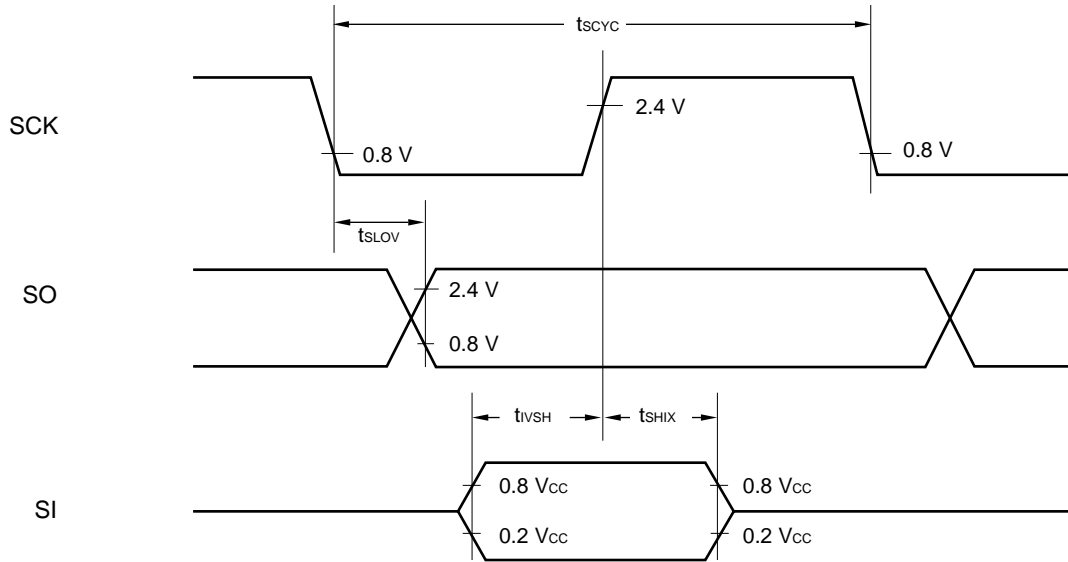 tSCYC
SCK
2.4 V
0.8 V
0.8 V
tSLOV
SO
2.4 V
0.8 V
tIVSH
tSHIX
SI
0.8 VCC
0.8 VCC
0.2 VCC
0.2 VCC